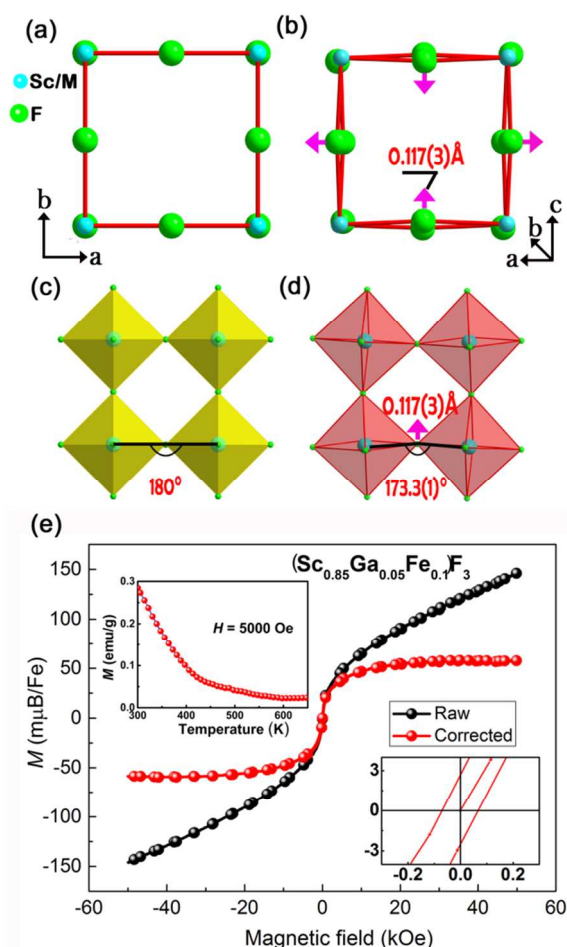 (a)
(b)
Sc/M
F
0.117(3)Å
b
a
c
b
a
(c)
(d)
0.117(3)Å
180°
173.3(1)°
(e)
(Sc0.85Ga0.05Fe0.1)F3
M (mμB/Fe)
150
100
50
0
-50
-100
-150
M (emu/g)
0.3
0.2
0.1
0.0
H = 5000 Oe
300 400 500 600
Temperature (K)
Raw
Corrected
3
0
-3
-0.2 0.0 0.2
-60 -40 -20 0 20 40 60
Magnetic field (kOe)